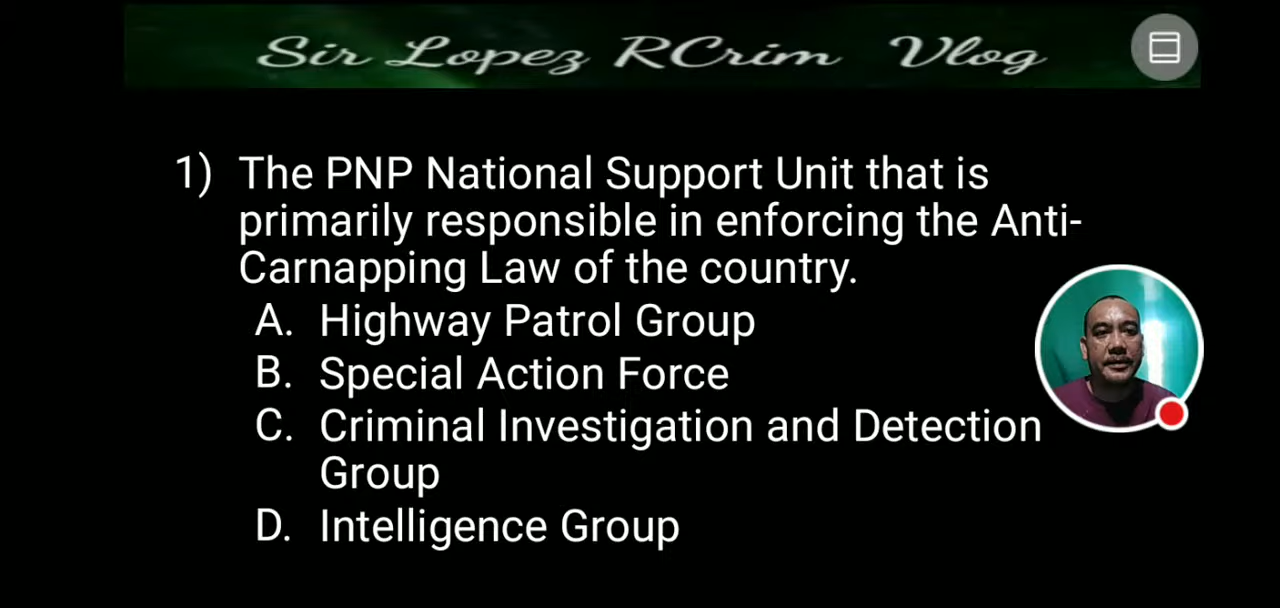 Sir Lopez RCrim Vlog
1) The PNP National Support Unit that is
primarily responsible in enforcing the Anti-
Carnapping Law of the country.
A. Highway Patrol Group
B. Special Action Force
C. Criminal Investigation and Detection
Group
D. Intelligence Group